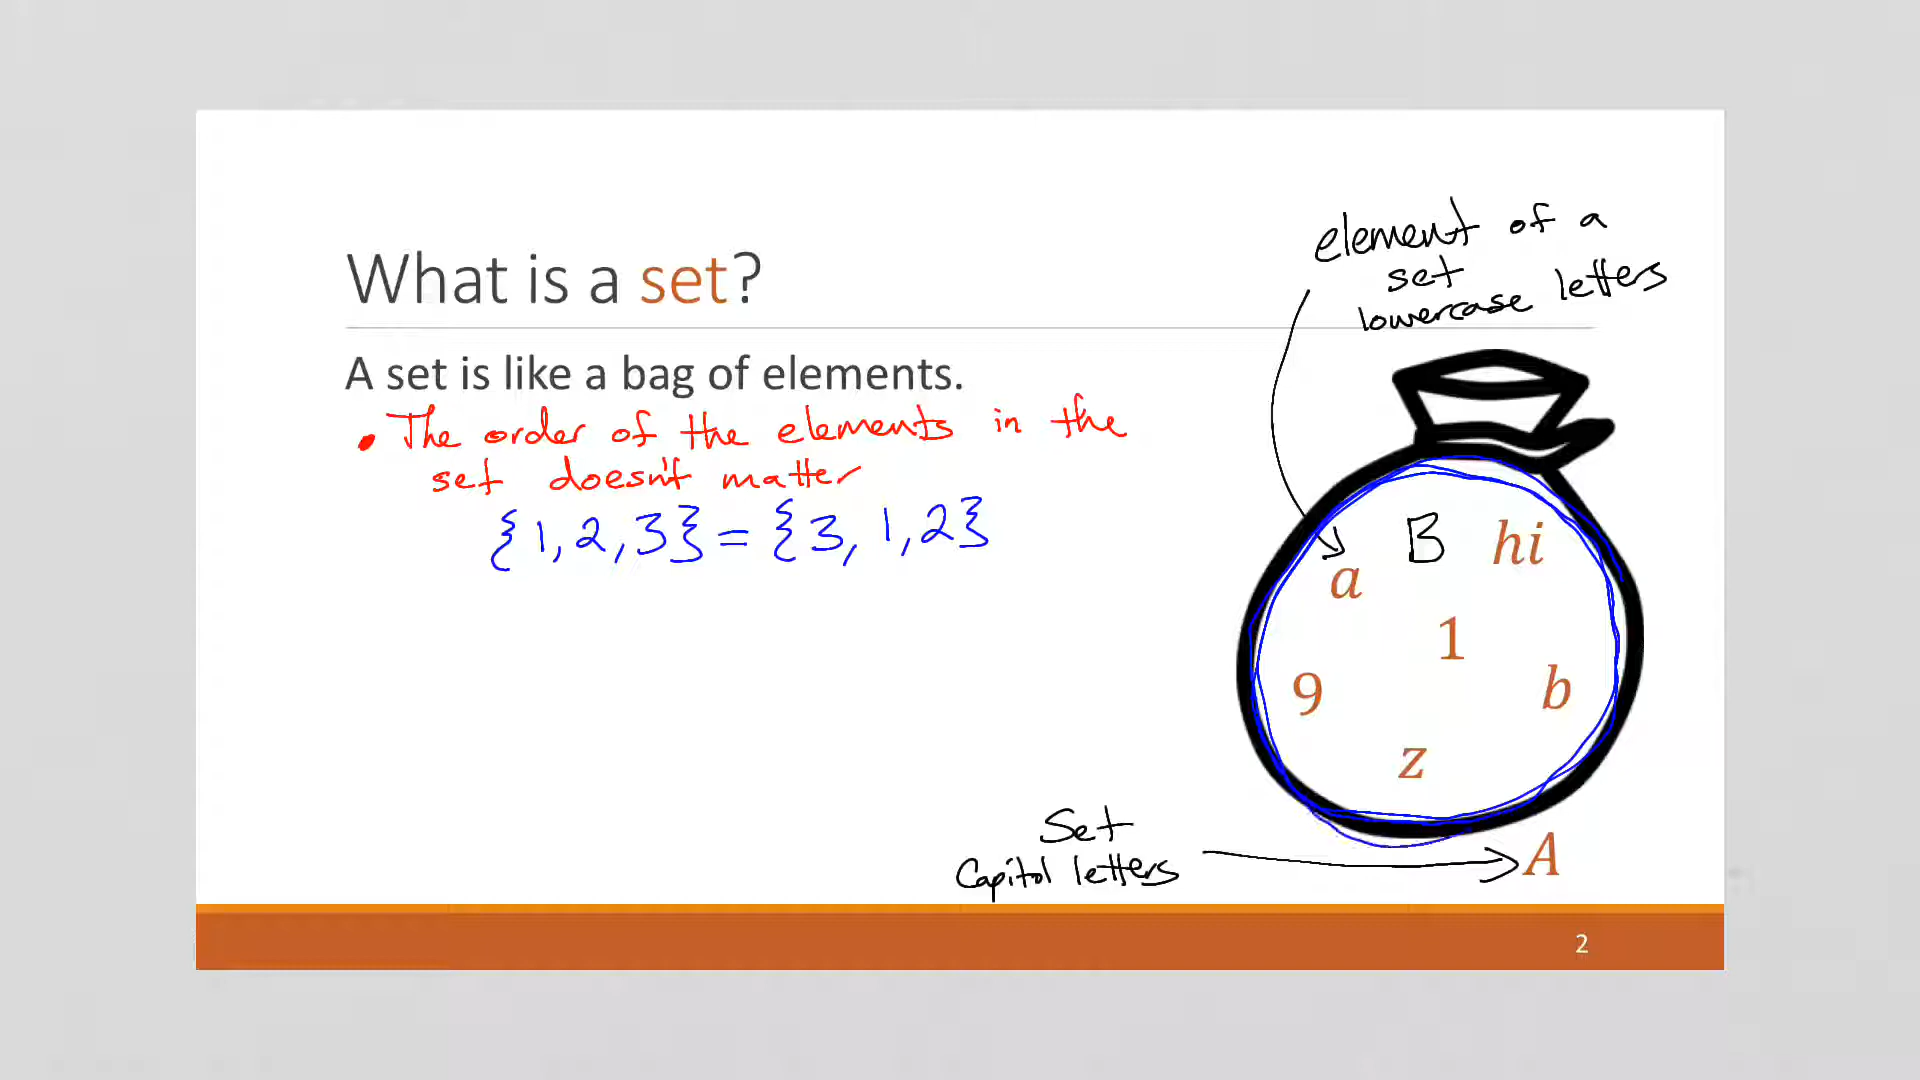 element of a
set
lowercase letters
What is a set?
A set is like a bag of elements.
• The order of the elements in the
set doesn't matter
{1,2,3} = {3, 1,2}
B hi
a
1
9 b
z
Set
Capitol letters
A
2